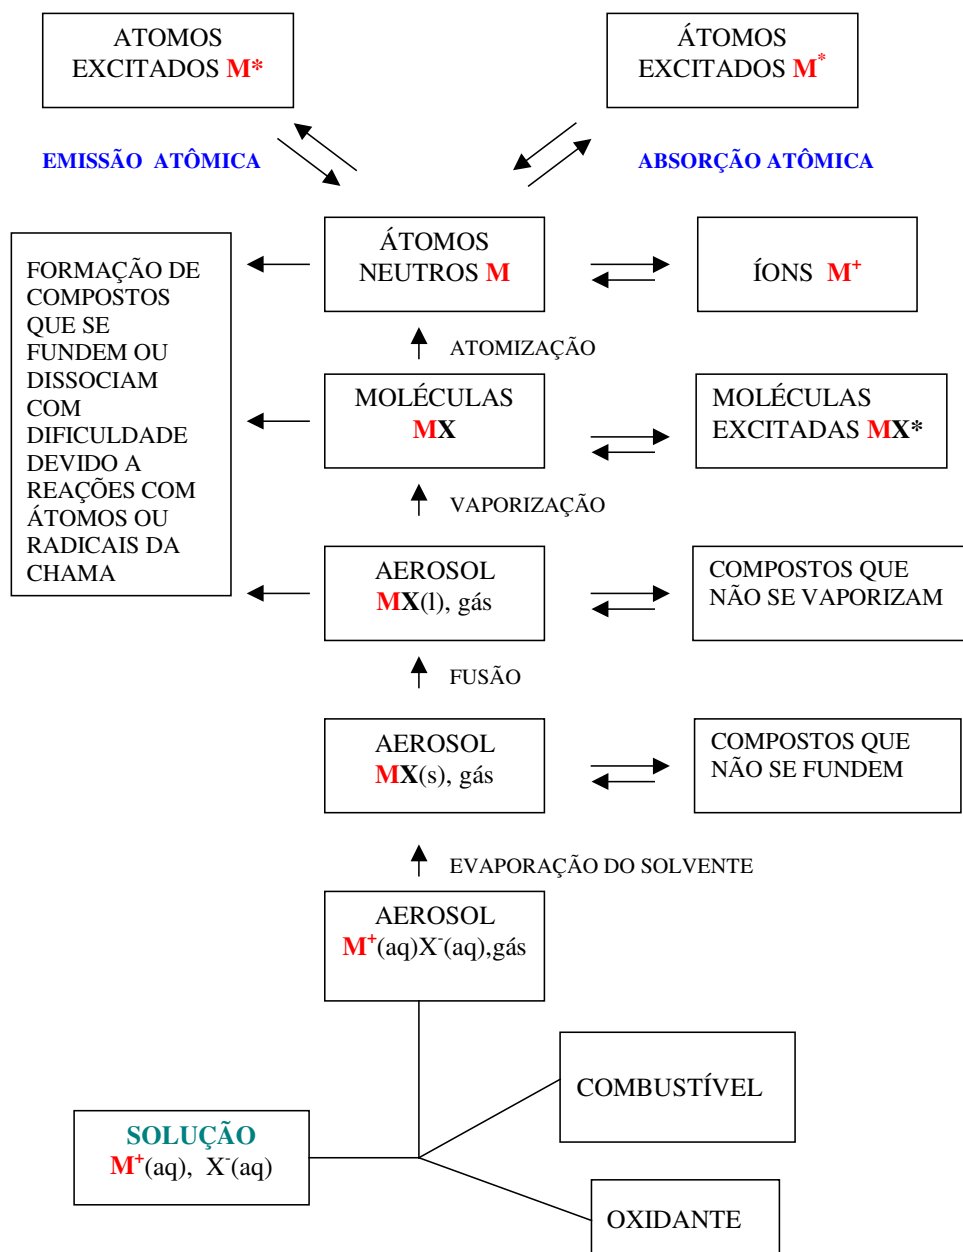 ATOMOS
EXCITADOS M*
ÁTOMOS
EXCITADOS M*
EMISSÃO ATÔMICA
ABSORÇÃO ATÔMICA
FORMAÇÃO DE
COMPOSTOS
QUE SE
FUNDEM OU
DISSOCIAM
COM
DIFICULDADE
DEVIDO A
REAÇÕES COM
ÁTOMOS OU
RADICAIS DA
CHAMA
ÁTOMOS
NEUTROS M
ÍONS M⁺
ATOMIZAÇÃO
MOLÉCULAS
MX
MOLÉCULAS
EXCITADAS MX*
VAPORIZAÇÃO
AEROSOL
MX(l), gás
COMPOSTOS QUE
NÃO SE VAPORIZAM
FUSÃO
AEROSOL
MX(s), gás
COMPOSTOS QUE
NÃO SE FUNDEM
EVAPORAÇÃO DO SOLVENTE
AEROSOL
M⁺(aq)X⁻(aq),gás
COMBUSTÍVEL
SOLUÇÃO
M⁺(aq), X⁻(aq)
OXIDANTE